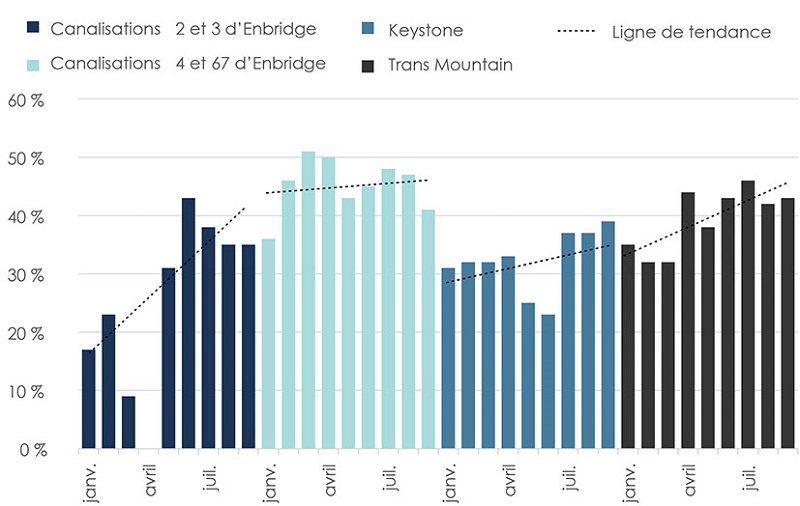 Canalisations 2 et 3 d’Enbridge
Keystone
Ligne de tendance
Canalisations 4 et 67 d’Enbridge
Trans Mountain
60 %
50 %
40 %
30 %
20 %
10 %
0 %
janv.
avril
juil.
janv.
avril
juil.
janv.
avril
juil.
janv.
avril
juil.